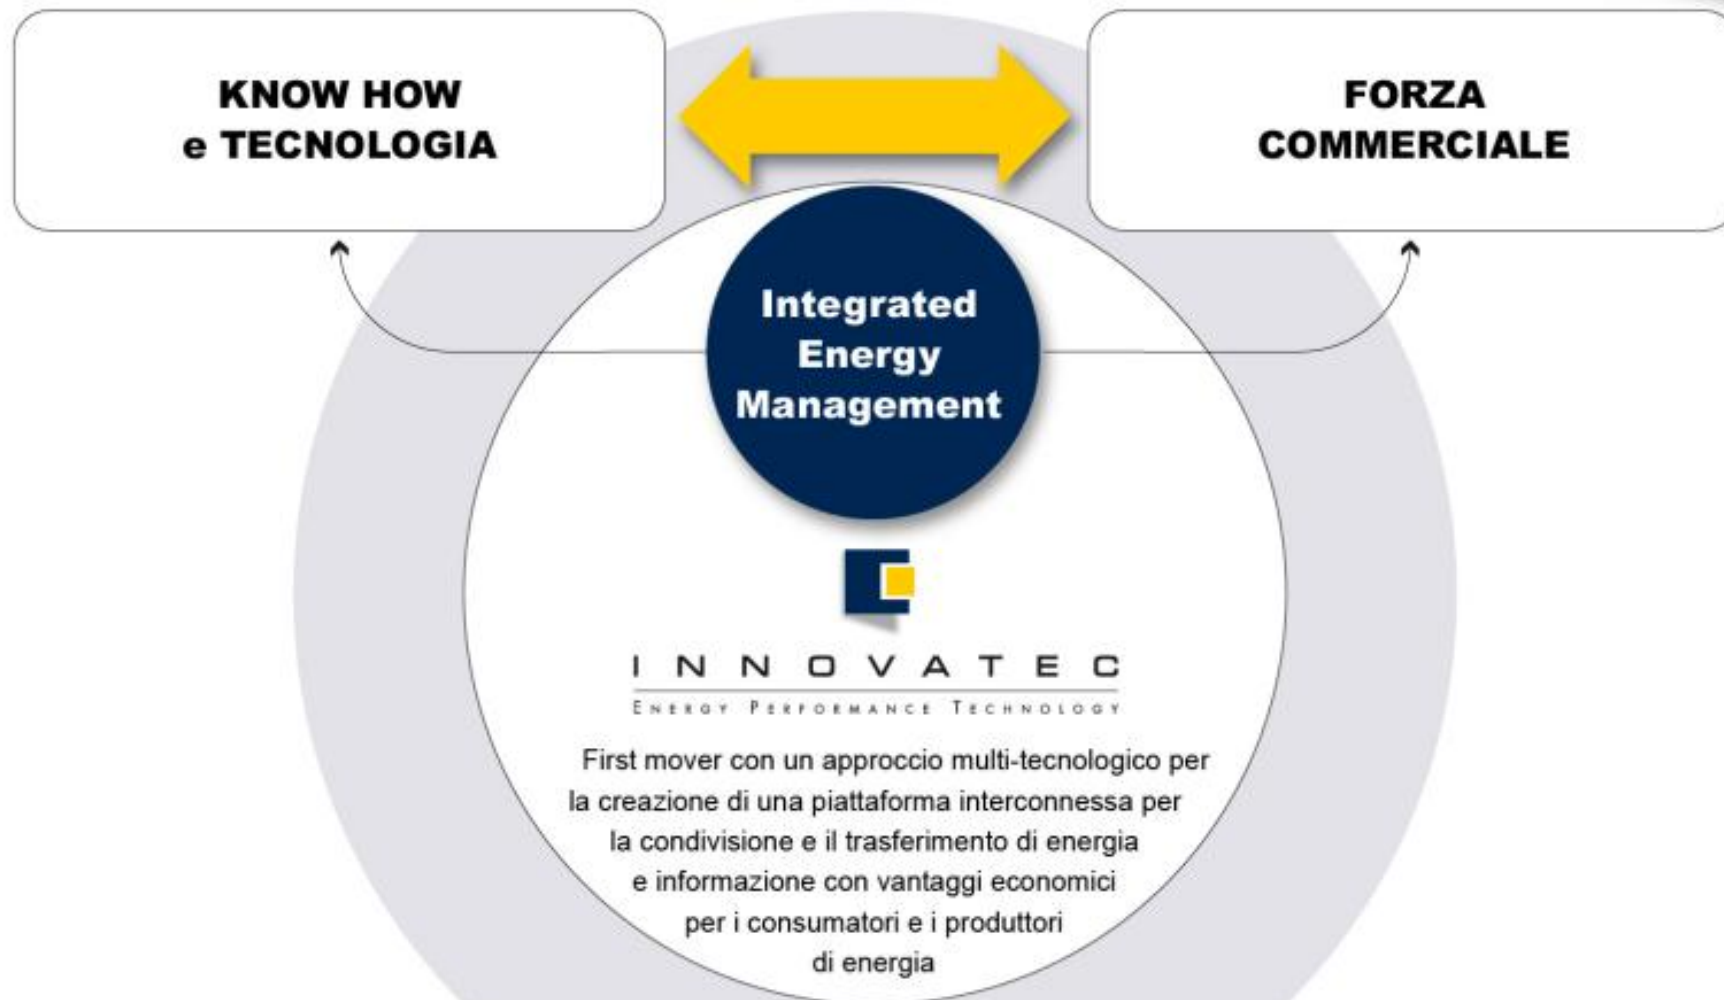 KNOW HOW
e TECNOLOGIA
FORZA
COMMERCIALE
Integrated
Energy
Management
INNOVATEC
ENERGY PERFORMANCE TECHNOLOGY
First mover con un approccio multi-tecnologico per
la creazione di una piattaforma interconnessa per
la condivisione e il trasferimento di energia
e informazione con vantaggi economici
per i consumatori e i produttori
di energia